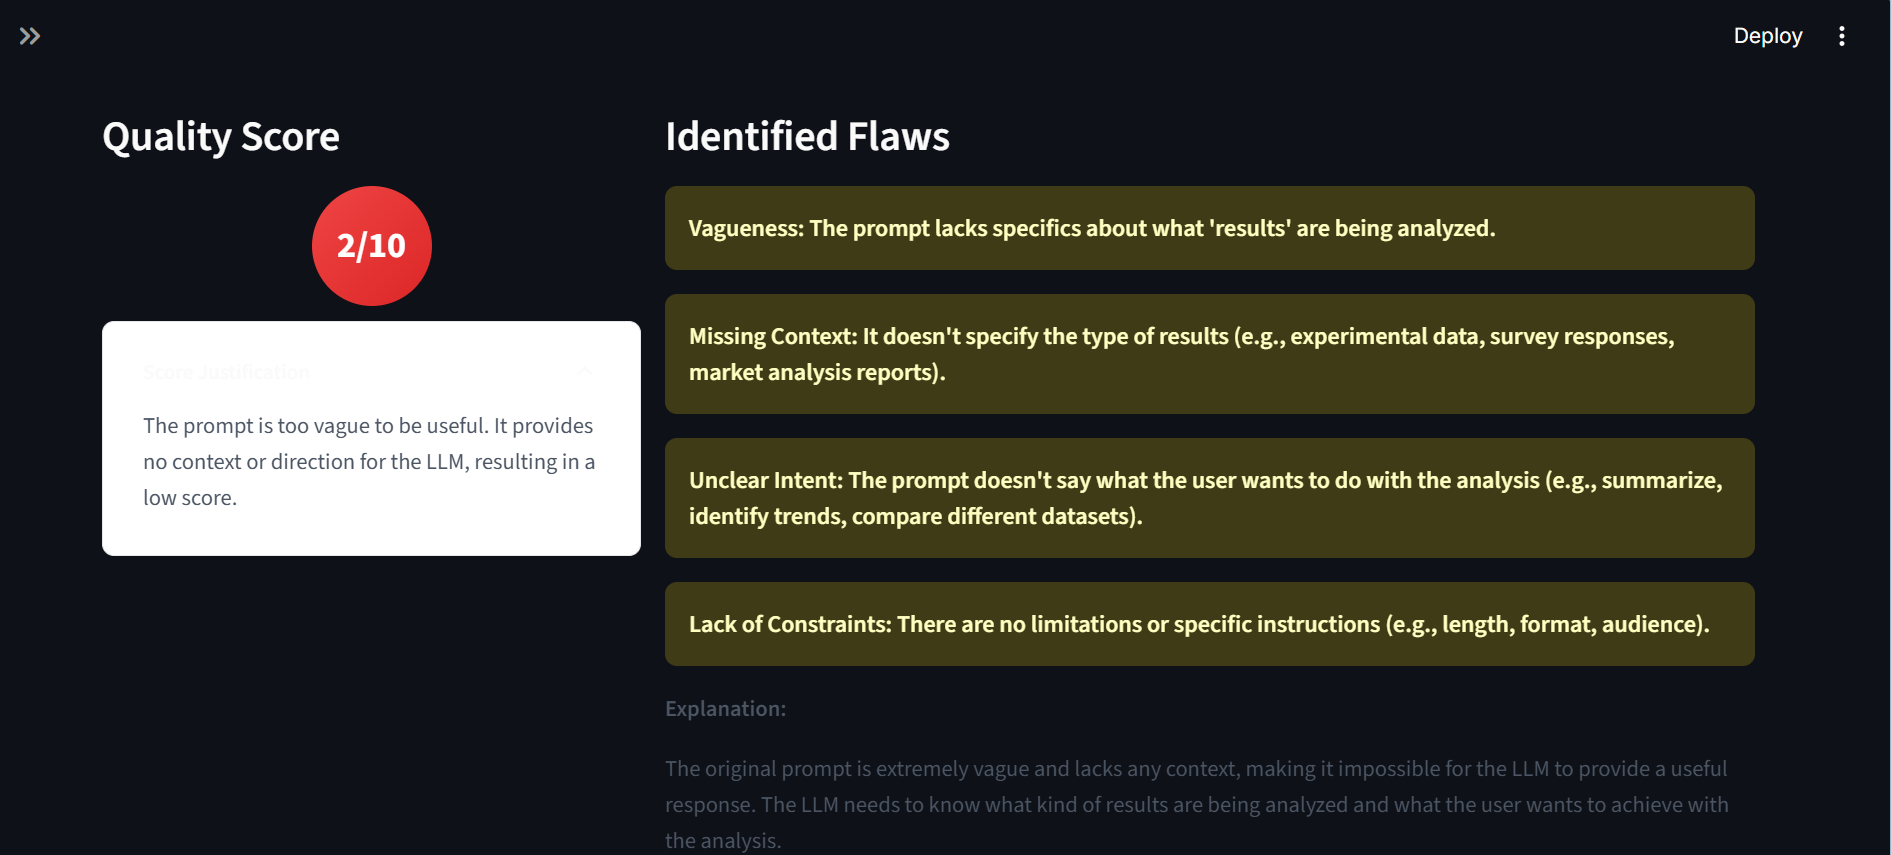 Deploy
Quality Score
2/10
Score Justification
The prompt is too vague to be useful. It provides
no context or direction for the LLM, resulting in a
low score.
Identified Flaws
Vagueness: The prompt lacks specifics about what 'results' are being analyzed.
Missing Context: It doesn't specify the type of results (e.g., experimental data, survey responses,
market analysis reports).
Unclear Intent: The prompt doesn't say what the user wants to do with the analysis (e.g., summarize,
identify trends, compare different datasets).
Lack of Constraints: There are no limitations or specific instructions (e.g., length, format, audience).
Explanation:
The original prompt is extremely vague and lacks any context, making it impossible for the LLM to provide a useful
response. The LLM needs to know what kind of results are being analyzed and what the user wants to achieve with
the analysis.